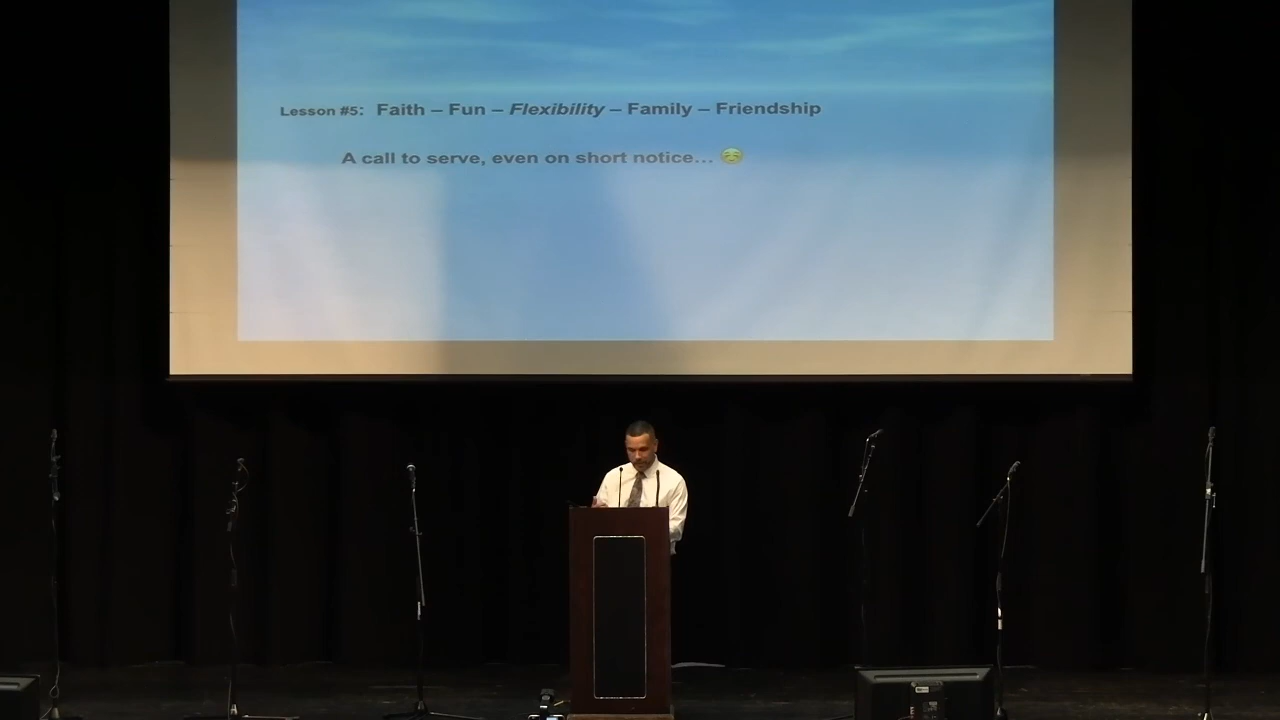 Lesson #5: Faith – Fun – Flexibility – Family – Friendship
A call to serve, even on short notice… ☺️